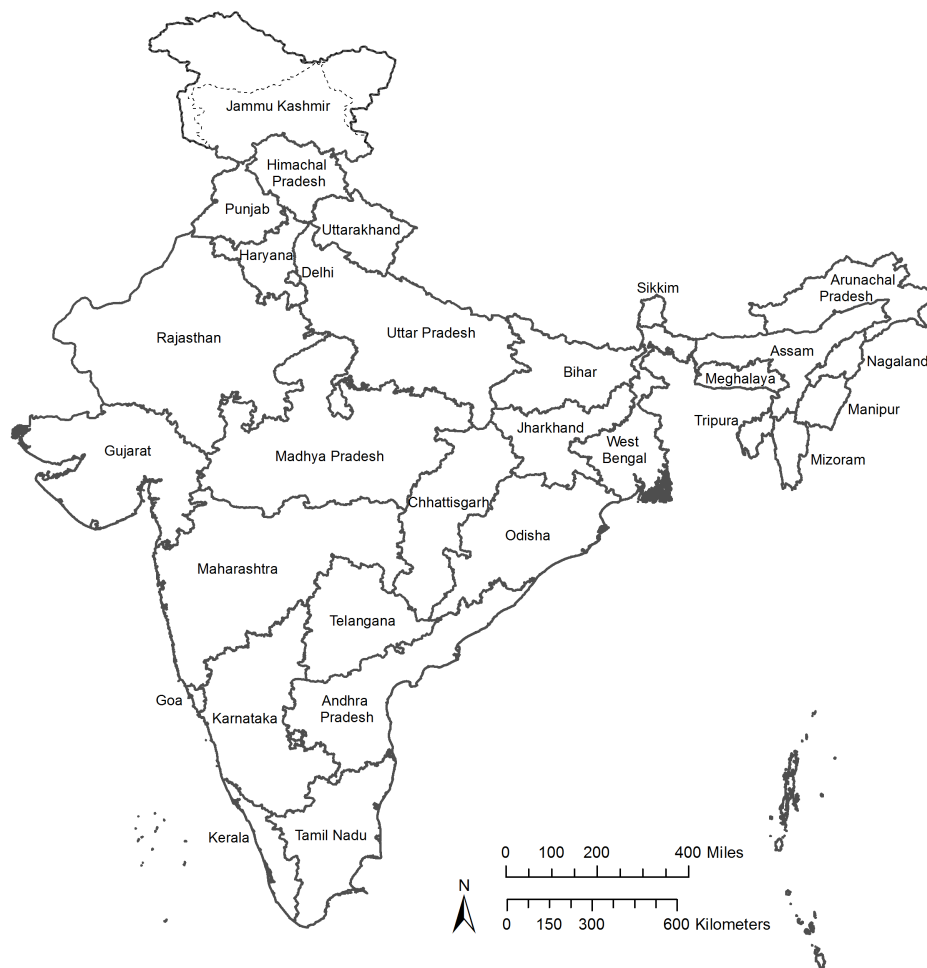 Jammu Kashmir
Himachal
Pradesh
Punjab
Uttarakhand
Haryana
Delhi
Arunachal
Pradesh
Sikkim
Rajasthan
Uttar Pradesh
Assam
Nagaland
Bihar
Meghalaya
Manipur
Tripura
Jharkhand
West
Bengal
Gujarat
Madhya Pradesh
Mizoram
Chhattisgarh
Odisha
Maharashtra
Telangana
Goa
Karnataka
Andhra
Pradesh
Kerala
Tamil Nadu
0 100 200 400 Miles
N
0 150 300 600 Kilometers